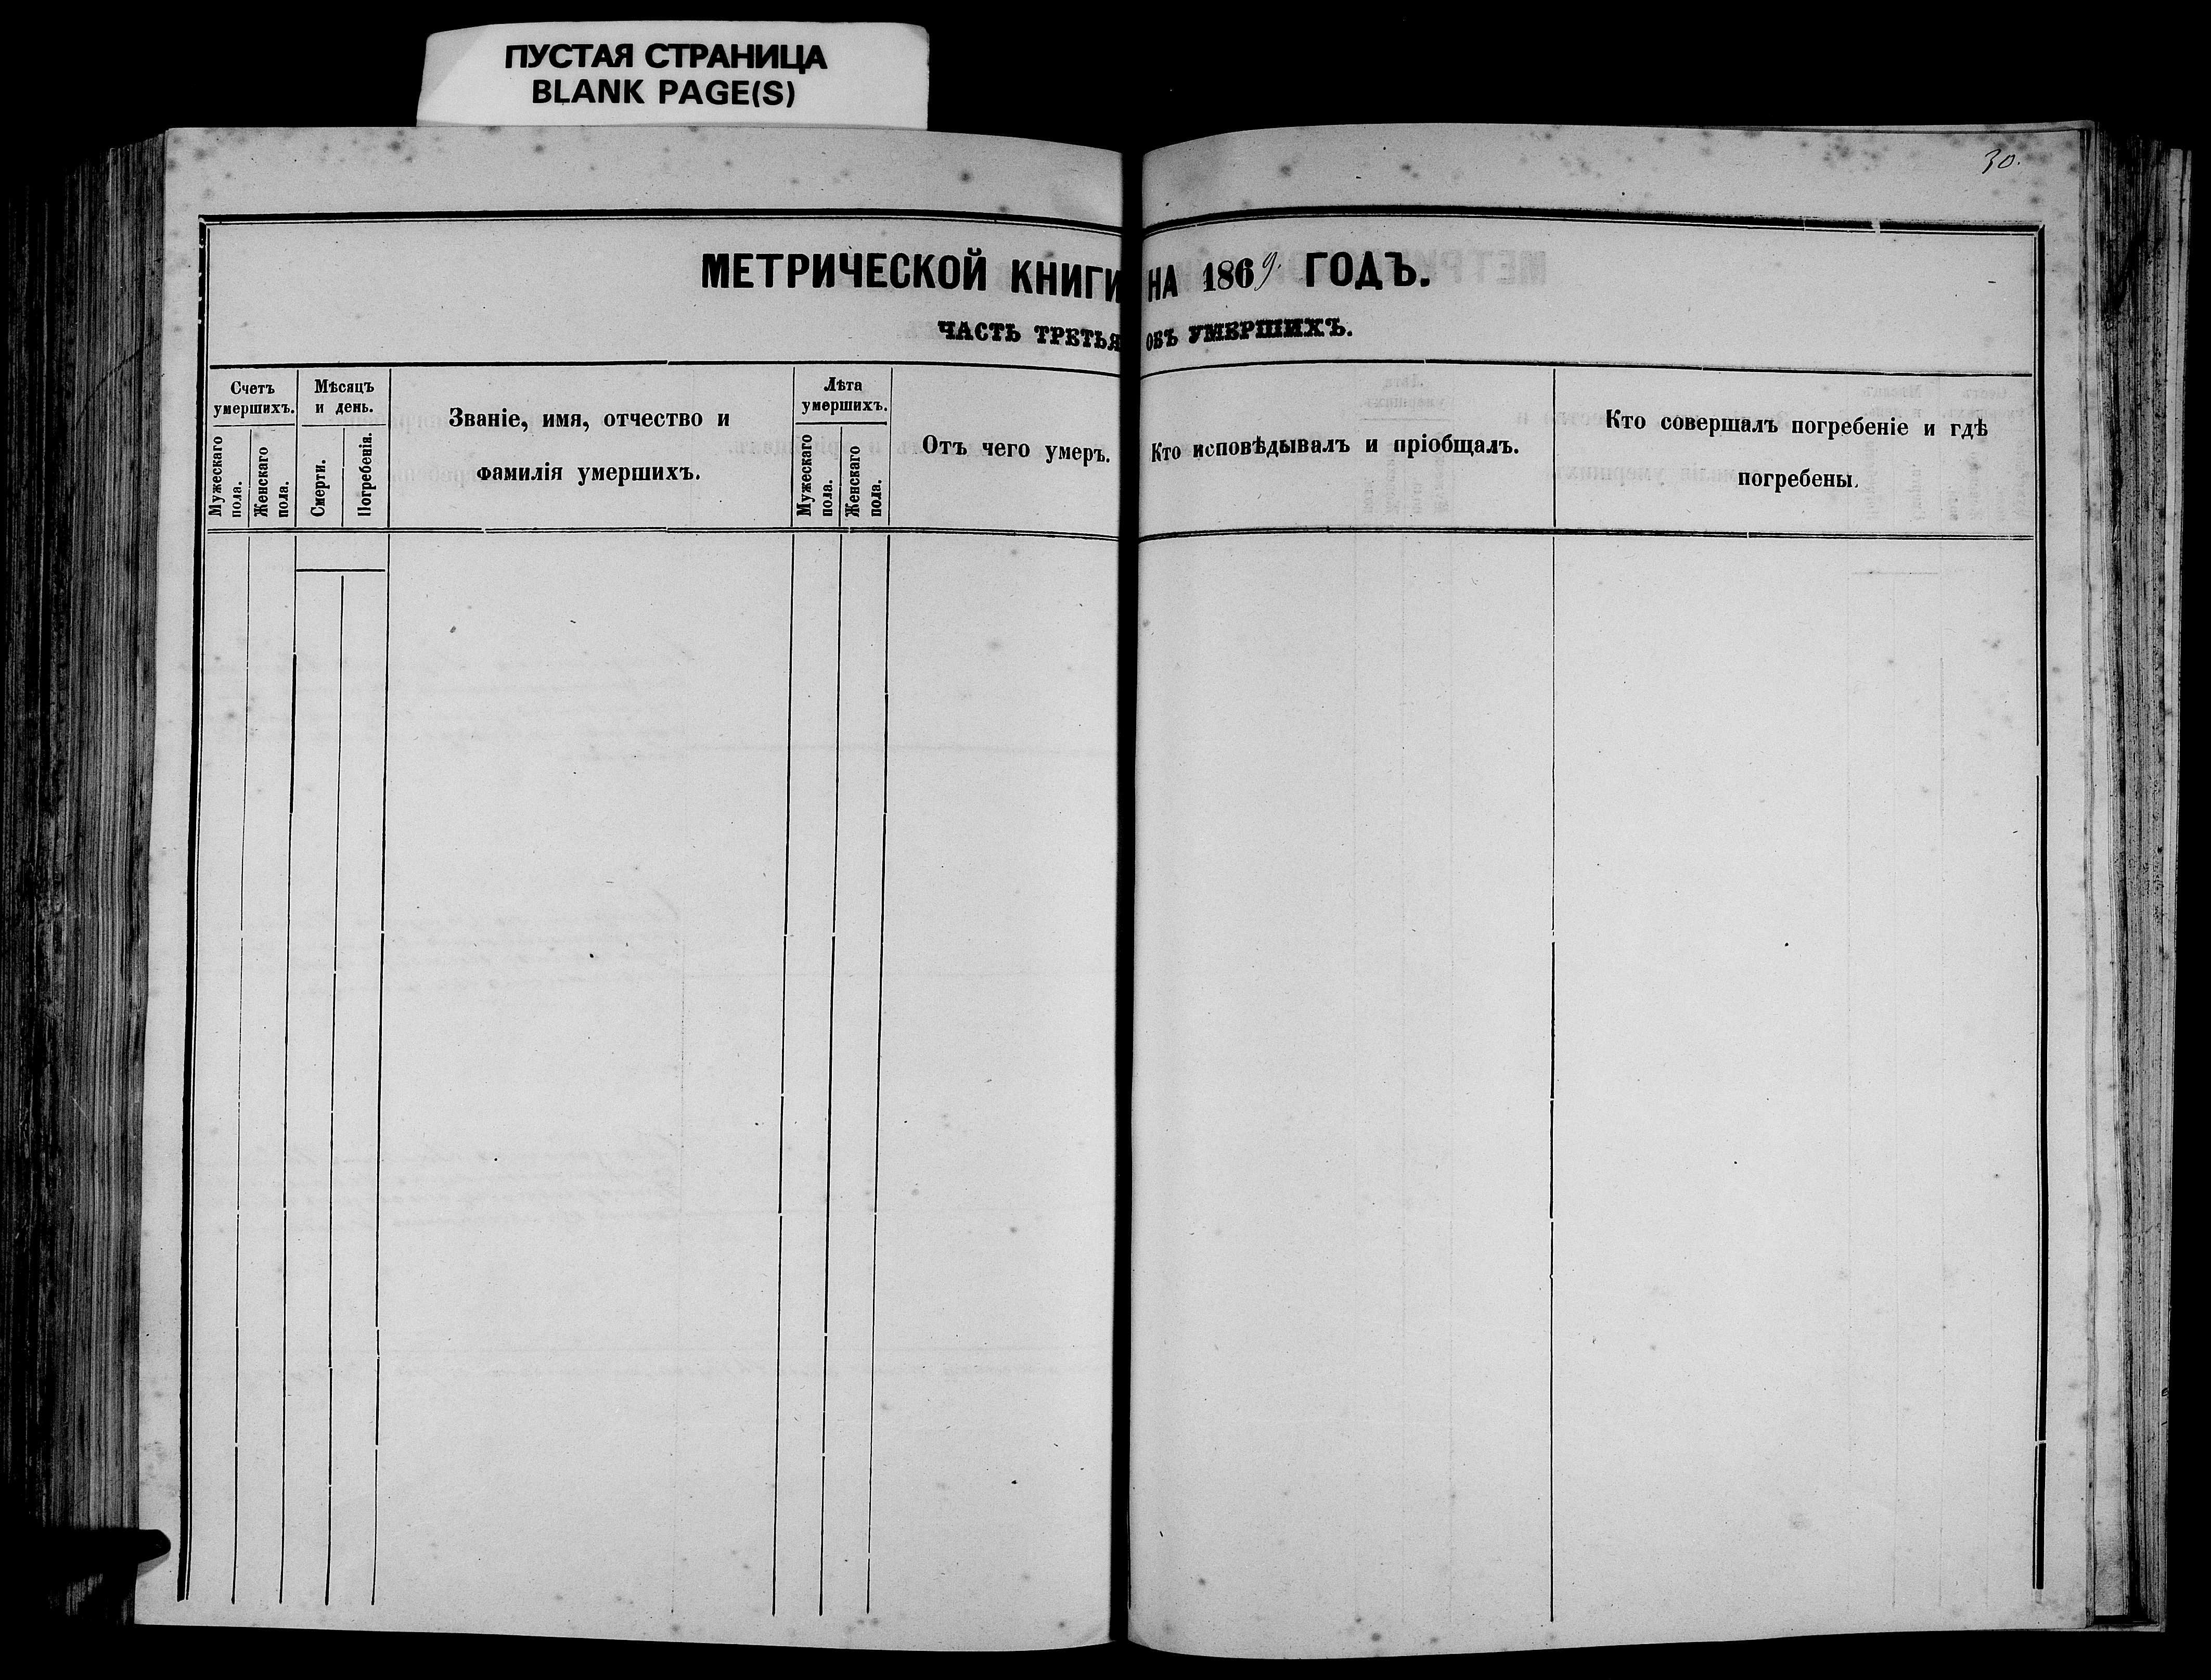 ПУСТАЯ СТРАНИЦА
BLANK PAGE(S)
30.
МЕТРИЧЕСКОЙ КНИГИ НА 1869. ГОДЪ.
ЧАСТЬ ТРЕТЬЯ ОБЪ УМЕРШИХЪ.
Счетъ умершихъ.
Мужескаго пола.
Женскаго пола.
Мѣсяцъ и день.
Смерти.
Погребенія.
Званіе, имя, отчество и
фамилія умершихъ.
Лѣта умершихъ.
Мужескаго пола.
Женскаго пола.
Отъ чего умеръ.
Кто исповѣдывалъ и пріобщалъ.
Кто совершалъ погребеніе и гдѣ
погребены.